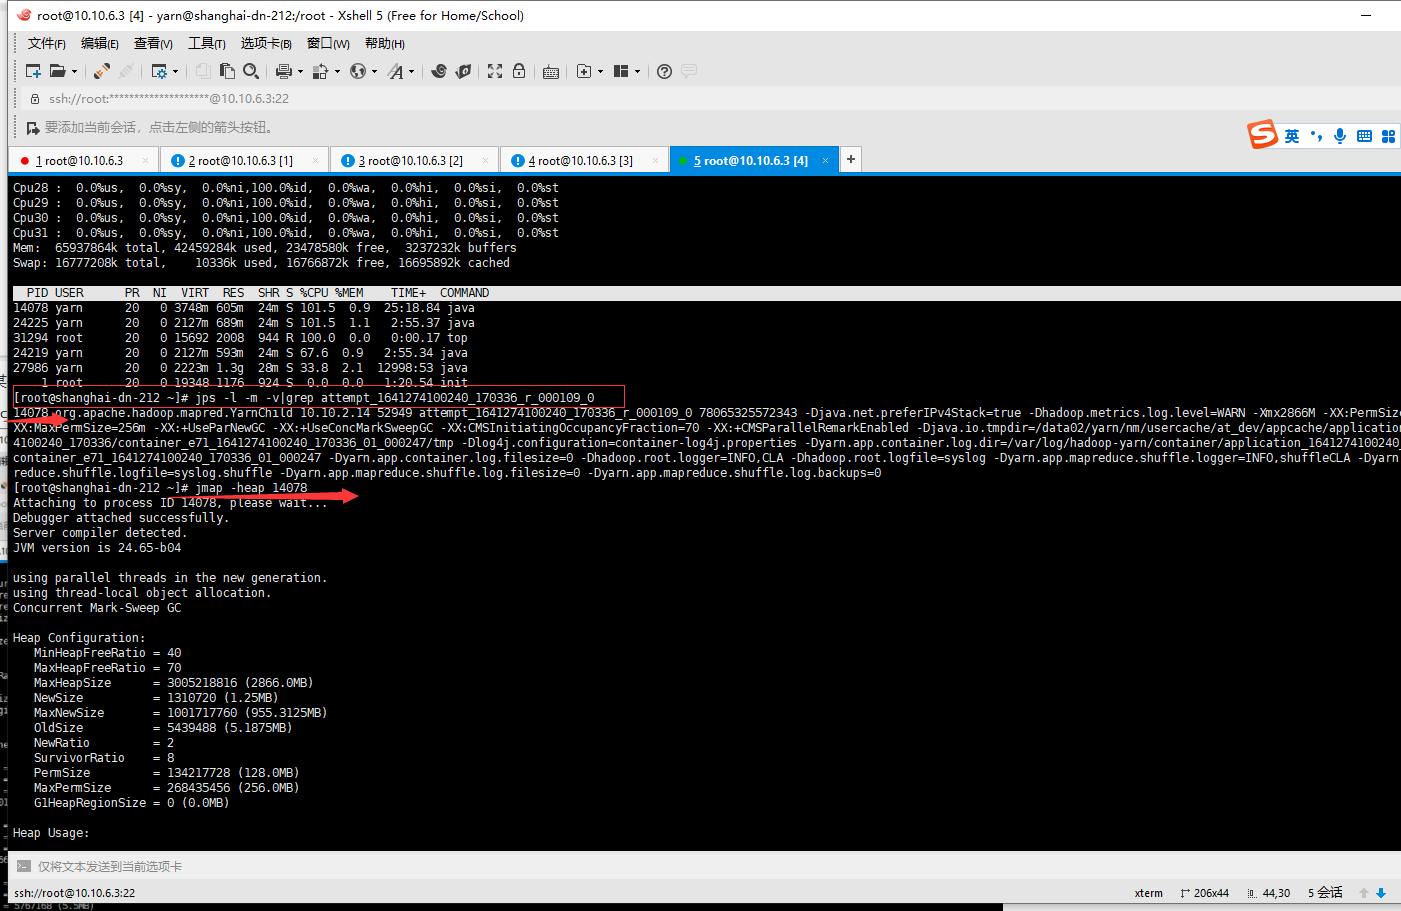 root@10.10.6.3 [4] - yarn@shanghai-dn-212:/root - Xshell 5 (Free for Home/School)
文件(F) 编辑(E) 查看(V) 工具(T) 选项卡(B) 窗口(W) 帮助(H)
ssh://root:********************@10.10.6.3:22
要添加当前会话，点击左侧的箭头按钮。
英
1 root@10.10.6.3 × 2 root@10.10.6.3 [1] × 3 root@10.10.6.3 [2] × 4 root@10.10.6.3 [3] × 5 root@10.10.6.3 [4] × +
Cpu28 :  0.0%us,  0.0%sy,  0.0%ni,100.0%id,  0.0%wa,  0.0%hi,  0.0%si,  0.0%st
Cpu29 :  0.0%us,  0.0%sy,  0.0%ni,100.0%id,  0.0%wa,  0.0%hi,  0.0%si,  0.0%st
Cpu30 :  0.0%us,  0.0%sy,  0.0%ni,100.0%id,  0.0%wa,  0.0%hi,  0.0%si,  0.0%st
Cpu31 :  0.0%us,  0.0%sy,  0.0%ni,100.0%id,  0.0%wa,  0.0%hi,  0.0%si,  0.0%st
Mem:  65937864k total, 42459284k used, 23478580k free,  3237232k buffers
Swap: 16777208k total,    10336k used, 16766872k free, 16695892k cached
PID USER      PR  NI  VIRT  RES  SHR S %CPU %MEM    TIME+  COMMAND
14078 yarn      20   0 3748m 605m  24m S 101.5  0.9  25:18.84 java
24225 yarn      20   0 2127m 689m  24m S 101.5  1.1   2:55.37 java
31294 root      20   0 15692 2008  944 R 100.0  0.0   0:00.17 top
24219 yarn      20   0 2127m 593m  24m S 67.6  0.9   2:55.34 java
27986 yarn      20   0 2223m 1.3g  28m S 33.8  2.1  12998:53 java
1 root      20   0 19348 1176  924 S  0.0  0.0   1:20.54 init
[root@shanghai-dn-212 ~]# jps -l -m -v|grep attempt_1641274100240_170336_r_000109_0
14078 org.apache.hadoop.mapred.YarnChild 10.10.2.14 52949 attempt_1641274100240_170336_r_000109_0 78065325572343 -Djava.net.preferIPv4Stack=true -Dhadoop.metrics.log.level=WARN -Xmx2866M -XX:PermSize
XX:MaxPermSize=256m -XX:+UseParNewGC -XX:+UseConcMarkSweepGC -XX:CMSInitiatingOccupancyFraction=70 -XX:+CMSParallelRemarkEnabled -Djava.io.tmpdir=/data02/yarn/nm/usercache/at_dev/appcache/application
4100240_170336/container_e71_1641274100240_170336_01_000247/tmp -Dlog4j.configuration=container-log4j.properties -Dyarn.app.container.log.dir=/var/log/hadoop-yarn/container/application_1641274100240_
container_e71_1641274100240_170336_01_000247 -Dyarn.app.container.log.filesize=0 -Dhadoop.root.logger=INFO,CLA -Dhadoop.root.logfile=syslog -Dyarn.app.mapreduce.shuffle.logger=INFO,shuffleCLA -Dyarn
reduce.shuffle.logfile=syslog.shuffle -Dyarn.app.mapreduce.shuffle.log.filesize=0 -Dyarn.app.mapreduce.shuffle.log.backups=0
[root@shanghai-dn-212 ~]# jmap -heap 14078
Attaching to process ID 14078, please wait...
Debugger attached successfully.
Server compiler detected.
JVM version is 24.65-b04
using parallel threads in the new generation.
using thread-local object allocation.
Concurrent Mark-Sweep GC
Heap Configuration:
MinHeapFreeRatio = 40
MaxHeapFreeRatio = 70
MaxHeapSize      = 3005218816 (2866.0MB)
NewSize          = 1310720 (1.25MB)
MaxNewSize       = 1001717760 (955.3125MB)
OldSize          = 5439488 (5.1875MB)
NewRatio         = 2
SurvivorRatio    = 8
PermSize         = 134217728 (128.0MB)
MaxPermSize      = 268435456 (256.0MB)
G1HeapRegionSize = 0 (0.0MB)
Heap Usage:
仅将文本发送到当前选项卡
ssh://root@10.10.6.3:22 xterm 206x44 44,30 5 会话
= 5767168 (5.5MB)